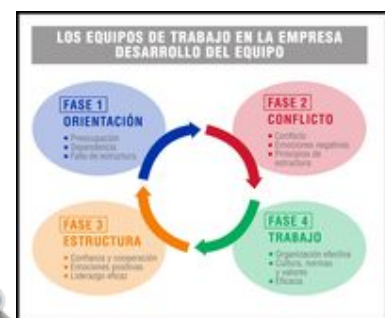 LOS EQUIPOS DE TRABAJO EN LA EMPRESA
DESARROLLO DEL EQUIPO
FASE 1
ORIENTACIÓN
Preocupación
Dependencia
Falta de estructura
FASE 2
CONFLICTO
Conflicto
Emociones negativas
Principios de
estructura
FASE 3
ESTRUCTURA
Confianza y cooperación
Emociones positivas
Liderazgo eficaz
FASE 4
TRABAJO
Organización efectiva
Cultura, normas
y valores
Eficacia